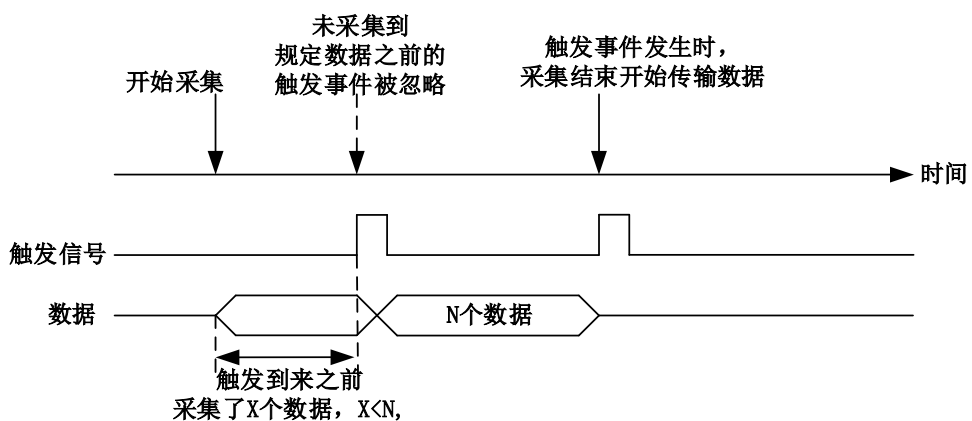 未采集到
规定数据之前的
触发事件被忽略
触发事件发生时，
采集结束开始传输数据
开始采集
时间
触发信号
数据
N个数据
触发到来之前
采集了X个数据，X<N,